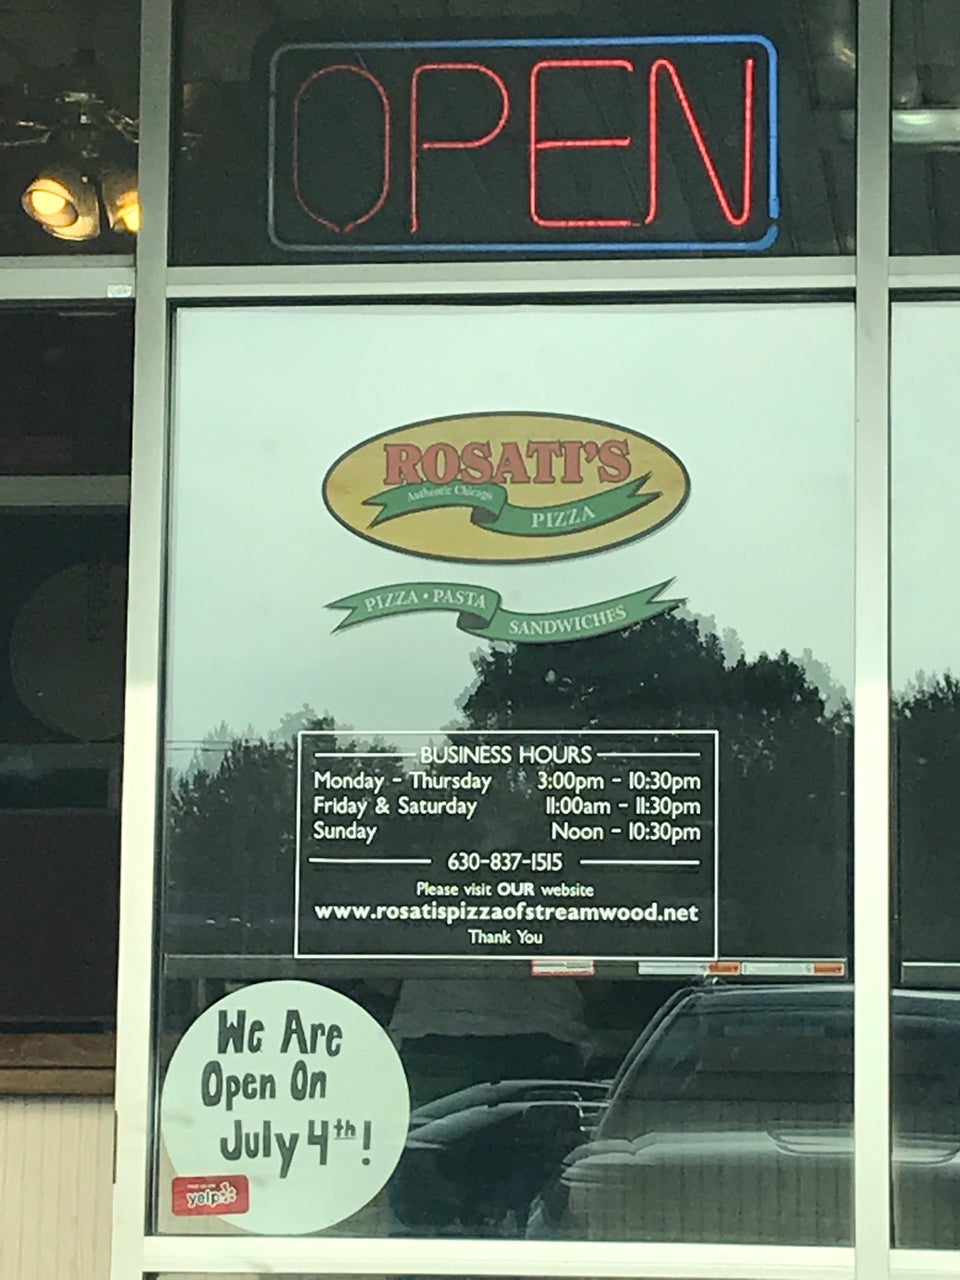 OPEN
ROSATI'S
Authentic Chicago
PIZZA
PIZZA • PASTA
SANDWICHES
BUSINESS HOURS
Monday - Thursday 3:00pm - 10:30pm
Friday & Saturday 11:00am - 11:30pm
Sunday Noon - 10:30pm
630-837-1515
Please visit OUR website
www.rosatispizzaofstreamwood.net
Thank You
We Are
Open On
July 4th!
yelp